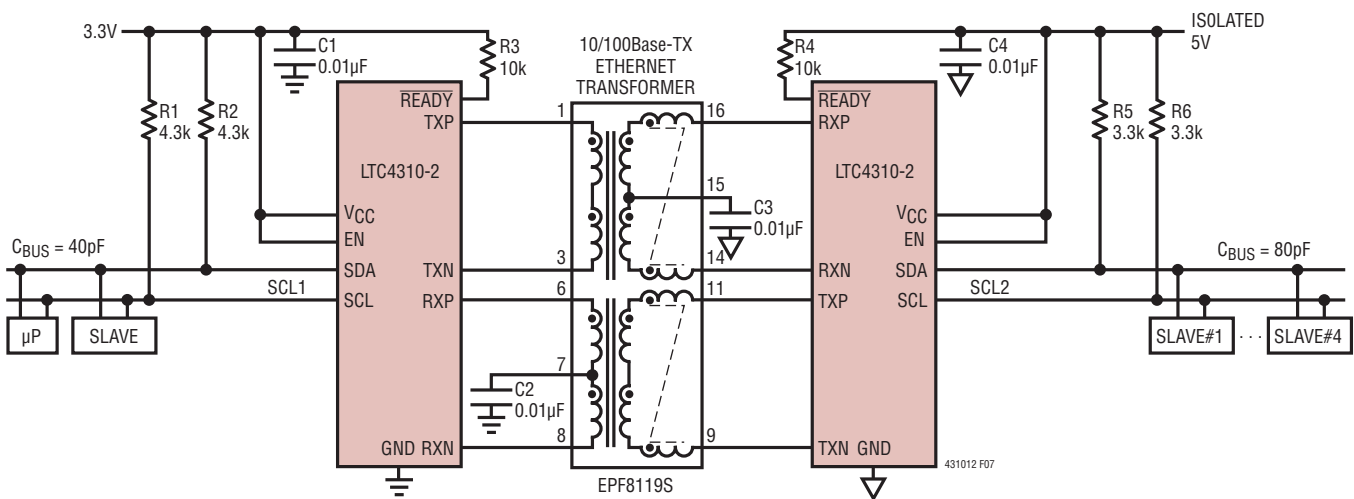 3.3V
C1
0.01µF
R3
10k
R1
4.3k
R2
4.3k
READY
TXP
LTC4310-2
VCC
EN
SDA
SCL
TXN
RXP
GND RXN
CBUS = 40pF
SCL1
µP
SLAVE
10/100Base-TX
ETHERNET
TRANSFORMER
1
3
6
7
8
16
15
14
11
9
C2
0.01µF
C3
0.01µF
EPF8119S
R4
10k
C4
0.01µF
ISOLATED
5V
READY
RXP
LTC4310-2
VCC
EN
SDA
SCL
RXN
TXP
TXN GND
R5
3.3k
R6
3.3k
CBUS = 80pF
SCL2
SLAVE#1 · · · SLAVE#4
431012 F07